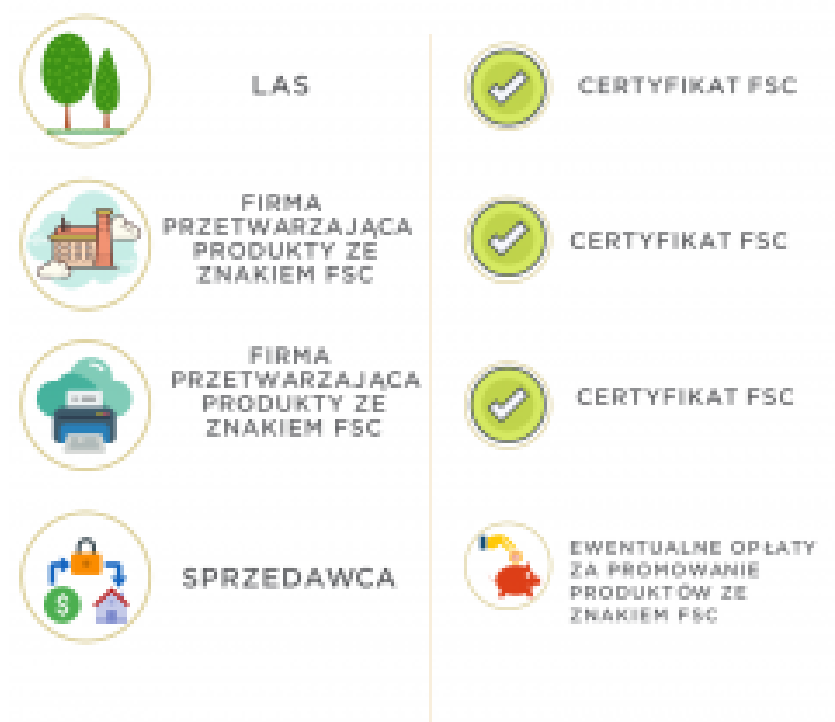 LAS
CERTYFIKAT FSC
FIRMA
PRZETWARZAJĄCA
PRODUKTY ZE
ZNAKIEM FSC
CERTYFIKAT FSC
FIRMA
PRZETWARZAJĄCA
PRODUKTY ZE
ZNAKIEM FSC
CERTYFIKAT FSC
SPRZEDAWCA
EWENTUALNE OPŁATY
ZA PROMOWANIE
PRODUKTÓW ZE
ZNAKIEM FSC